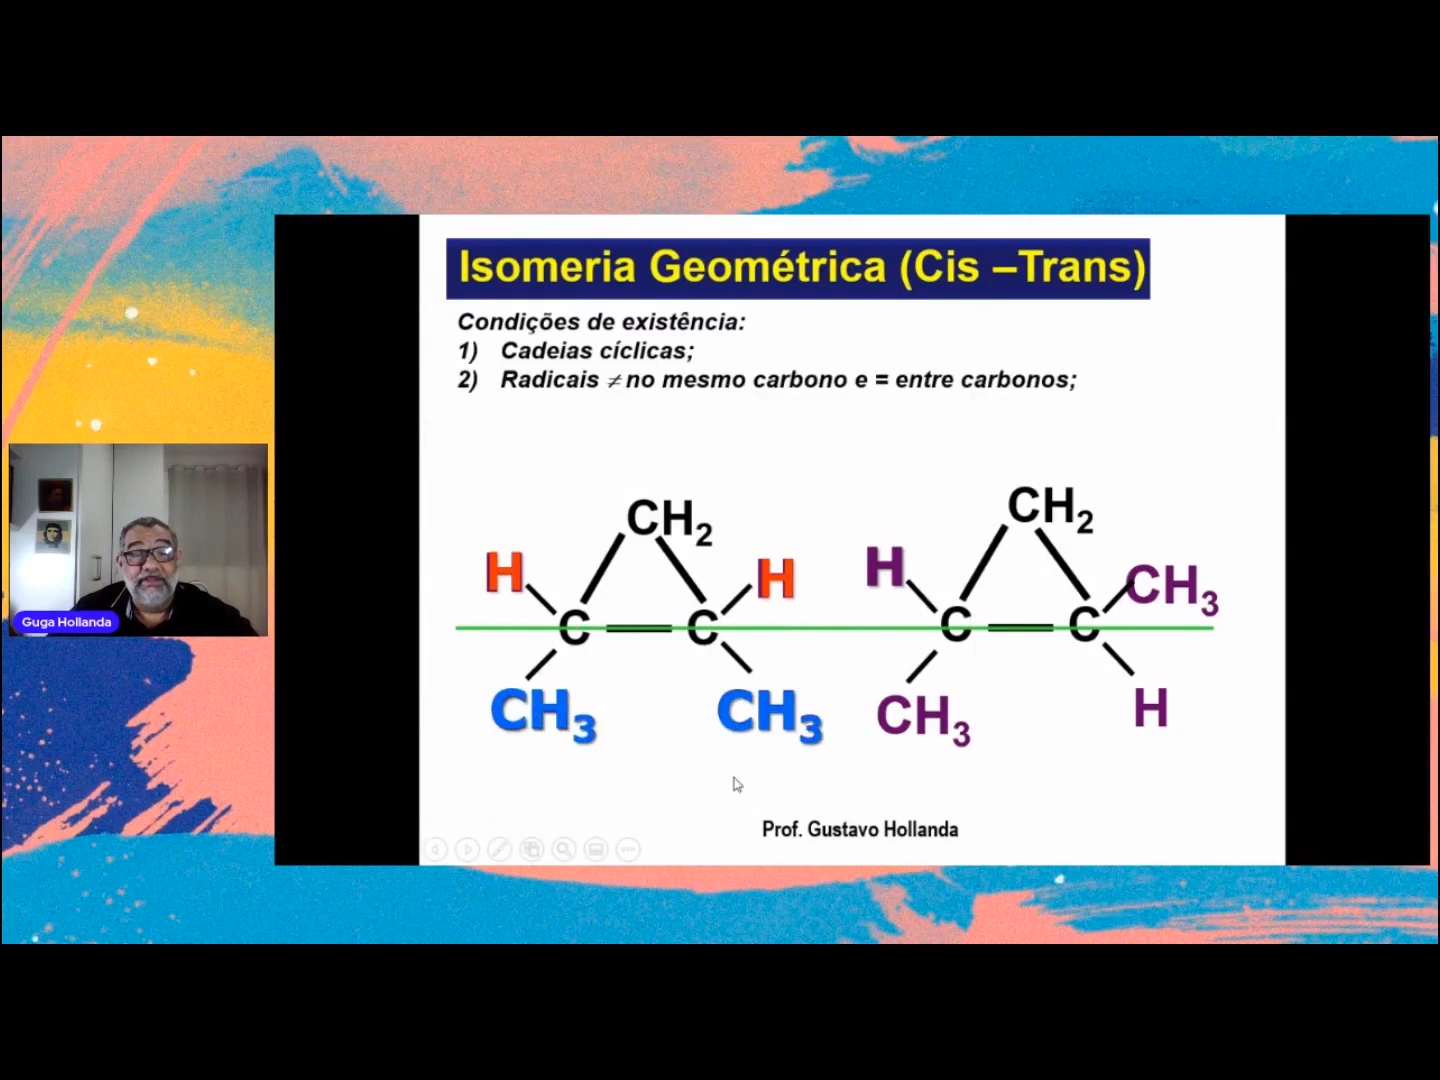 Isomeria Geométrica (Cis –Trans)
Condições de existência:
1) Cadeias cíclicas;
2) Radicais ≠ no mesmo carbono e = entre carbonos;
CH2
CH2
H
H
H
CH3
C
C
C
C
CH3
CH3
CH3
H
Guga Hollanda
Prof. Gustavo Hollanda